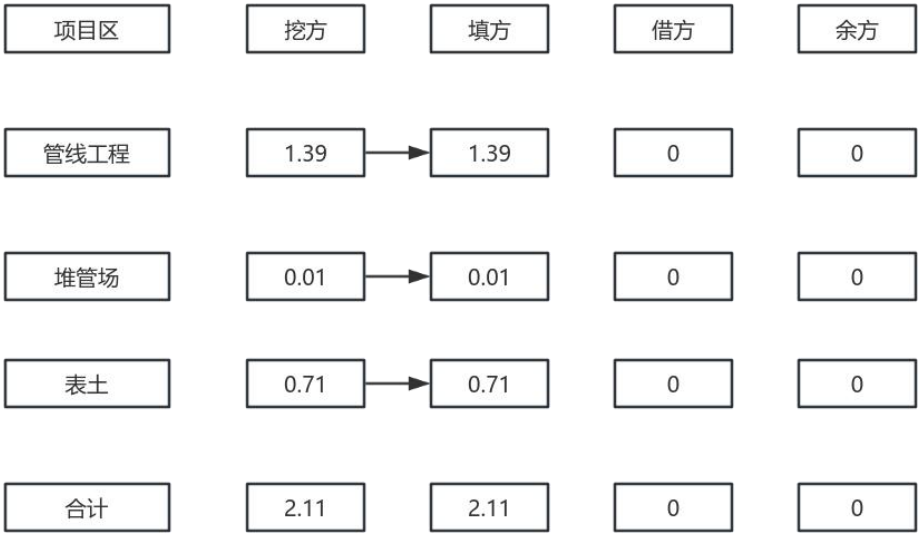 项目区 挖方 填方 借方 余方
管线工程 1.39 1.39 0 0
堆管场 0.01 0.01 0 0
表土 0.71 0.71 0 0
合计 2.11 2.11 0 0